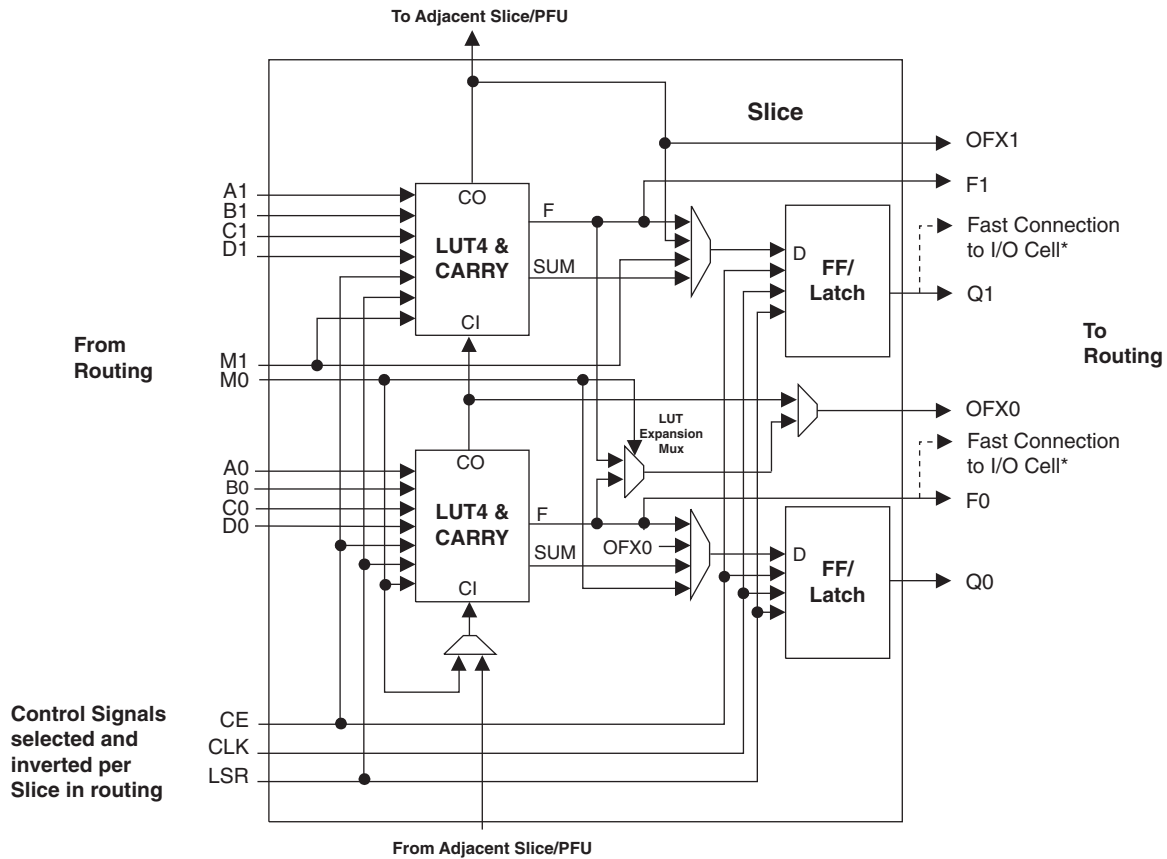 To Adjacent Slice/PFU
Slice
OFX1
F1
Fast Connection
to I/O Cell*
Q1
A1
B1
C1
D1
CO
LUT4 &
CARRY
CI
F
SUM
D
FF/
Latch
From
Routing
M1
M0
To
Routing
LUT
Expansion
Mux
OFX0
Fast Connection
to I/O Cell*
F0
A0
B0
C0
D0
CO
LUT4 &
CARRY
CI
F
OFX0
SUM
D
FF/
Latch
Q0
Control Signals
selected and
inverted per
Slice in routing
CE
CLK
LSR
From Adjacent Slice/PFU